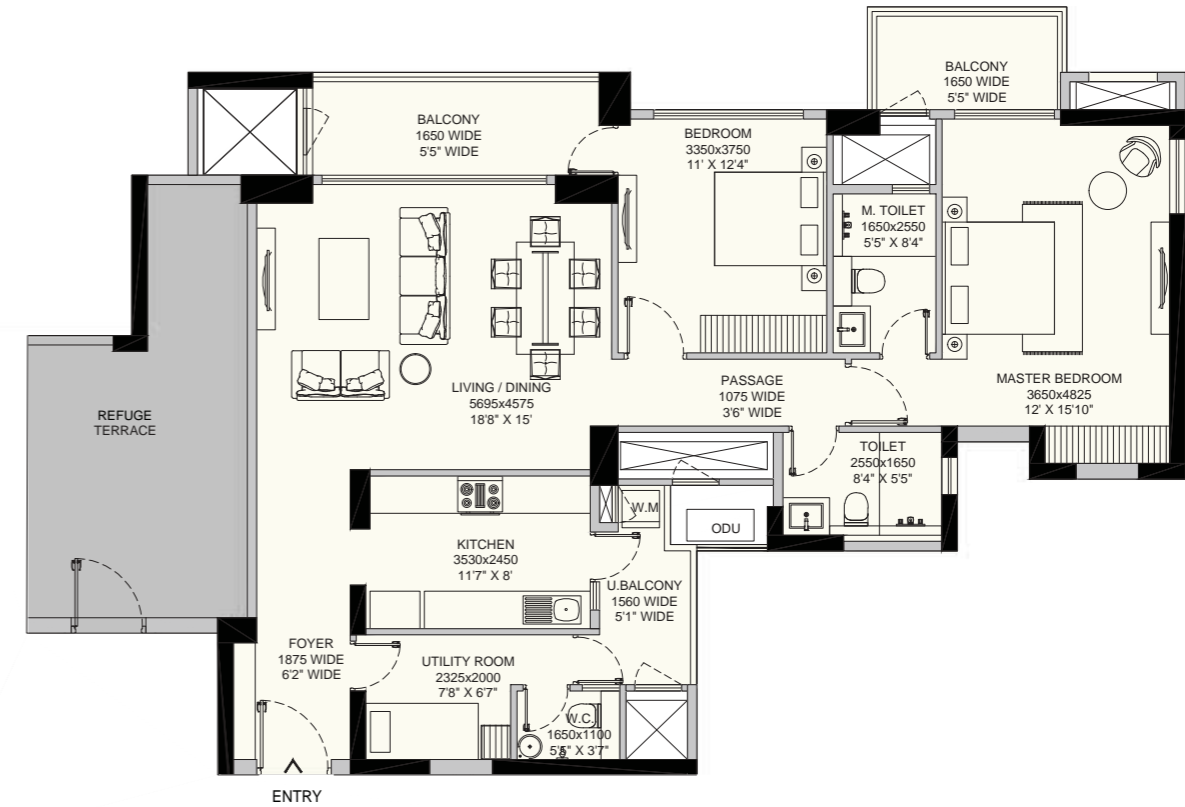 BALCONY
1650 WIDE
5'5" WIDE
BALCONY
1650 WIDE
5'5" WIDE
BEDROOM
3350x3750
11' X 12'4"
M. TOILET
1650x2550
5'5" X 8'4"
REFUGE
TERRACE
LIVING / DINING
5695x4575
18'8" X 15'
PASSAGE
1075 WIDE
3'6" WIDE
MASTER BEDROOM
3650x4825
12' X 15'10"
TOILET
2550x1650
8'4" X 5'5"
W.M
ODU
KITCHEN
3530x2450
11'7" X 8'
U.BALCONY
1560 WIDE
5'1" WIDE
FOYER
1875 WIDE
6'2" WIDE
UTILITY ROOM
2325x2000
7'8" X 6'7"
W.C.
1650x1100
5'5" X 3'7"
ENTRY